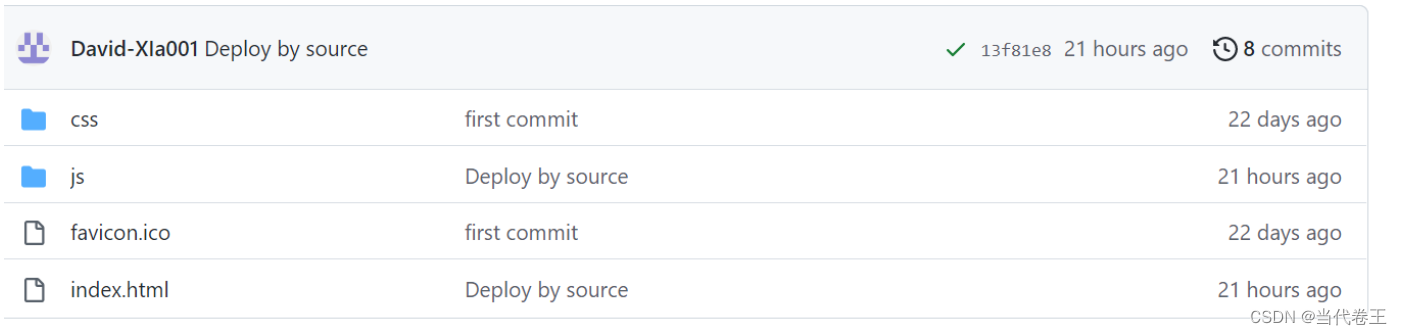 David-XIa001 Deploy by source 13f81e8 21 hours ago 8 commits
css first commit 22 days ago
js Deploy by source 21 hours ago
favicon.ico first commit 22 days ago
index.html Deploy by source 21 hours ago
CSDN @当代卷王